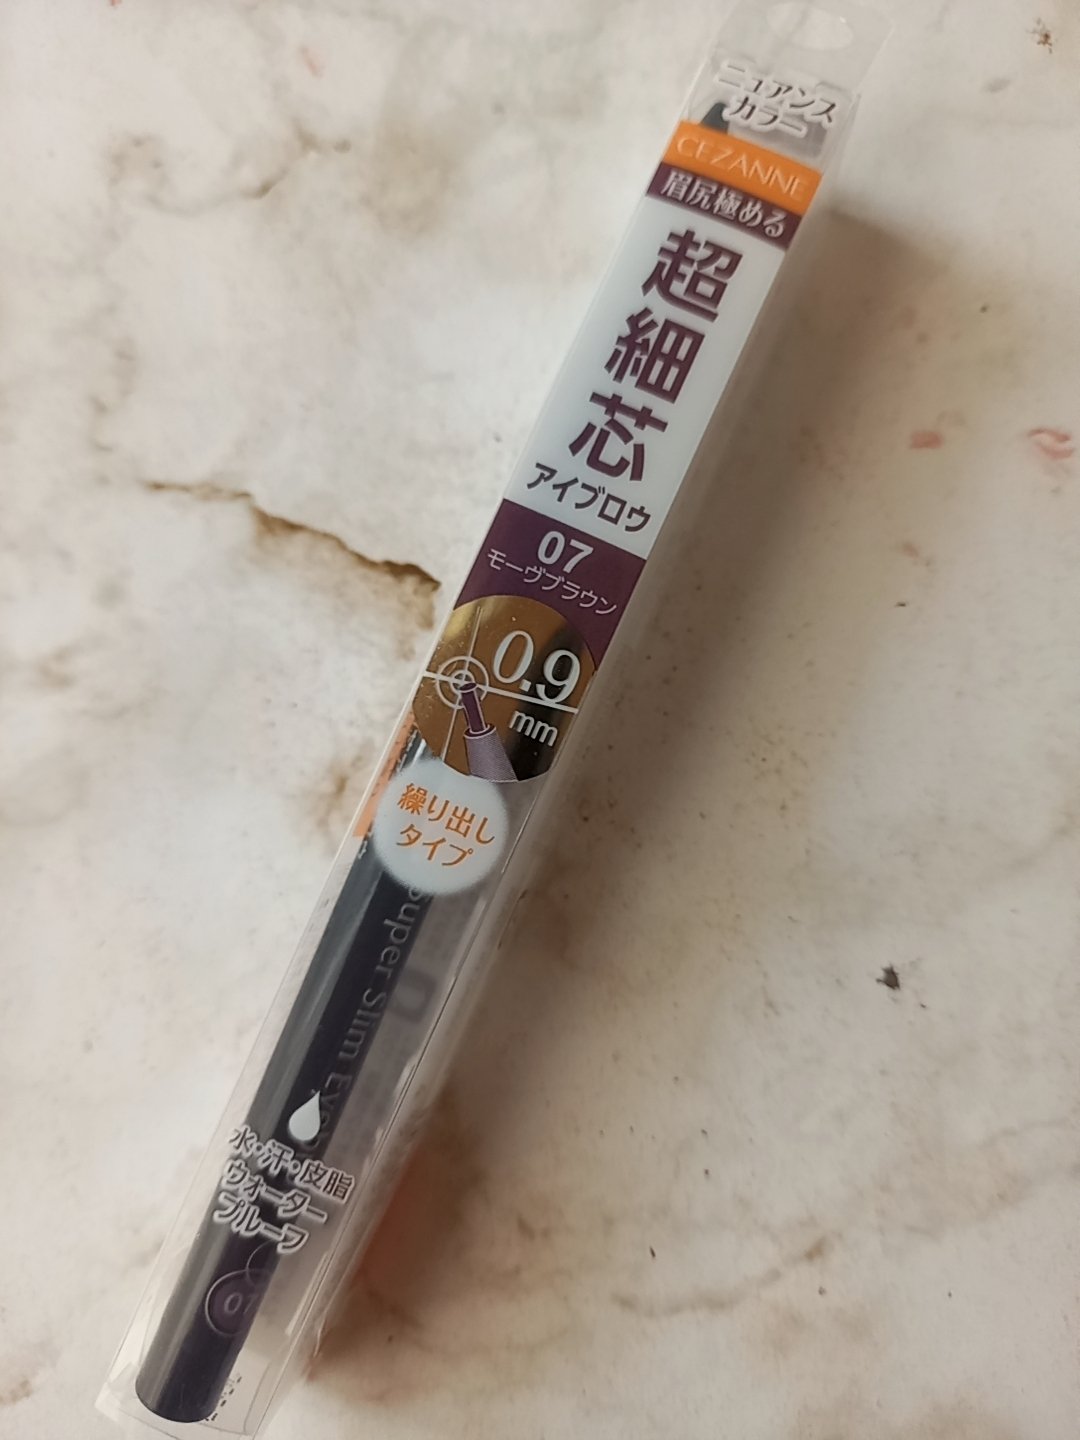 ニュアンス
カラー
CEZANNE
眉尻極める
超細芯
アイブロウ
07
モーヴブラウン
0.9
mm
繰り出し
タイプ
Super Slim Eye
水・汗・皮脂
ウォーター
プルーフ
07